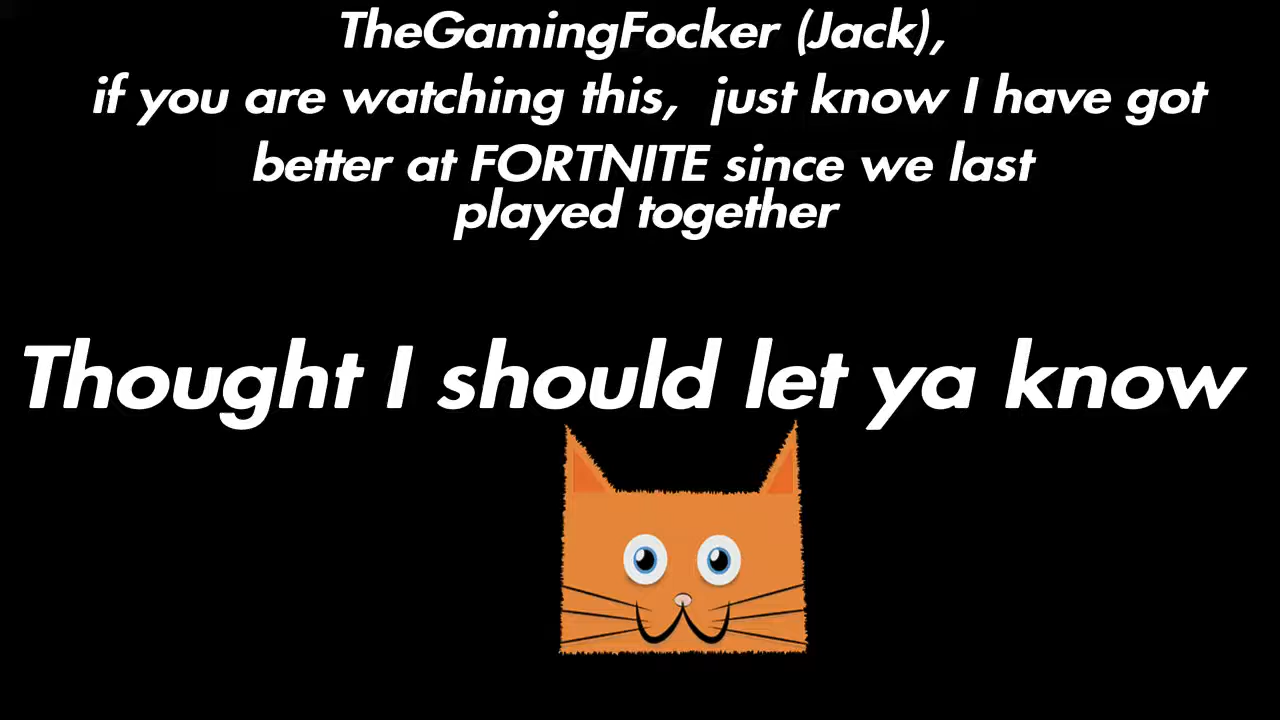 TheGamingFocker (Jack),
if you are watching this,  just know I have got
better at FORTNITE since we last
played together
Thought I should let ya know